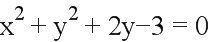 x² + y² + 2y−3 = 0